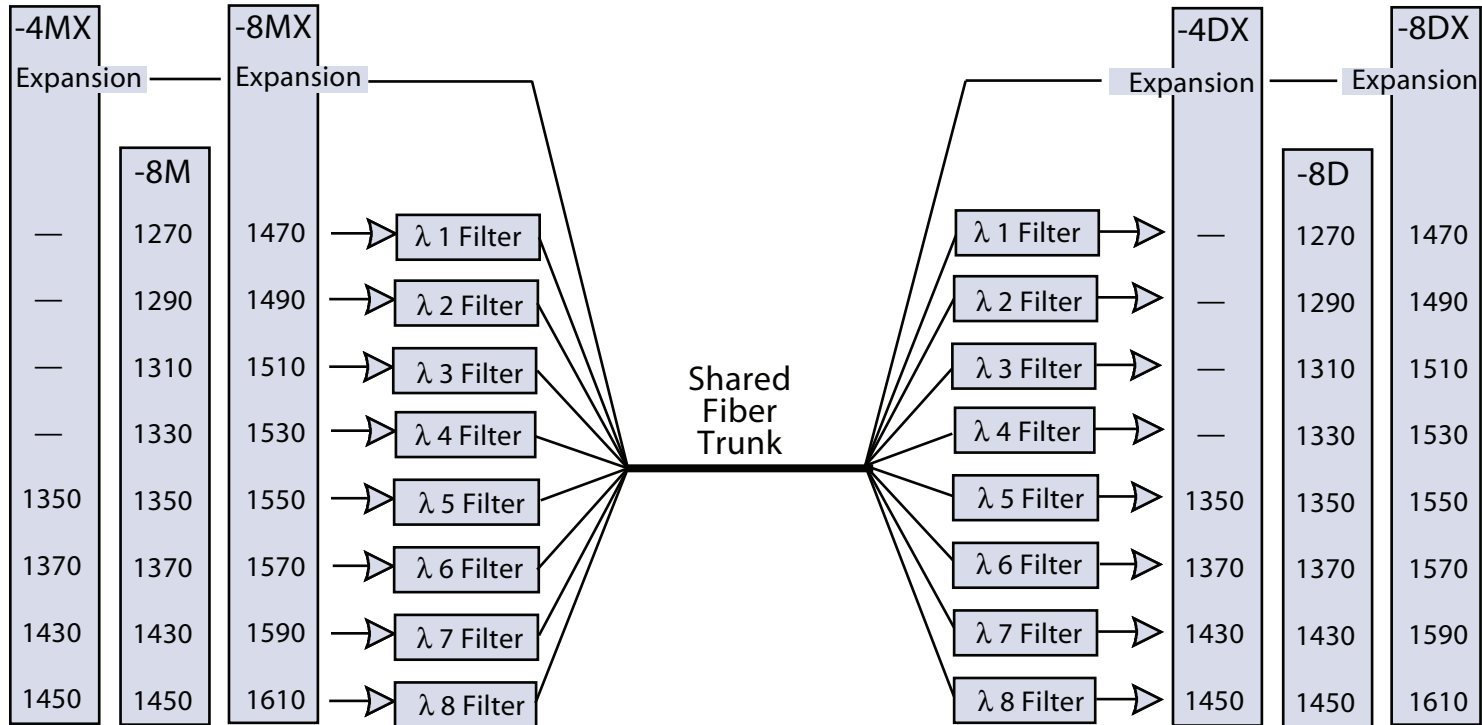 -4MX -8MX -4DX -8DX
Expansion Expansion Expansion Expansion
-8M -8D
— 1270 1470 λ 1 Filter λ 1 Filter — 1270 1470
— 1290 1490 λ 2 Filter λ 2 Filter — 1290 1490
— 1310 1510 λ 3 Filter λ 3 Filter — 1310 1510
Shared
Fiber
Trunk
— 1330 1530 λ 4 Filter λ 4 Filter — 1330 1530
1350 1350 1550 λ 5 Filter λ 5 Filter 1350 1350 1550
1370 1370 1570 λ 6 Filter λ 6 Filter 1370 1370 1570
1430 1430 1590 λ 7 Filter λ 7 Filter 1430 1430 1590
1450 1450 1610 λ 8 Filter λ 8 Filter 1450 1450 1610